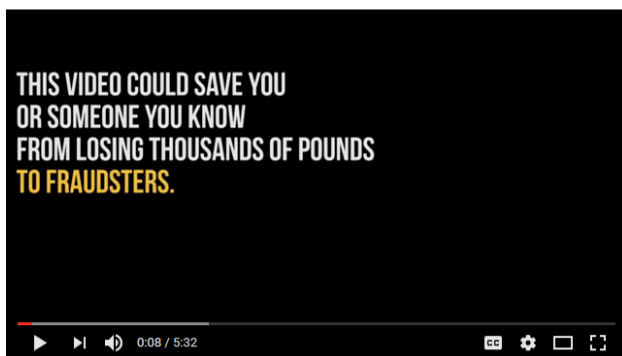 THIS VIDEO COULD SAVE YOU
OR SOMEONE YOU KNOW
FROM LOSING THOUSANDS OF POUNDS
TO FRAUDSTERS.
0:08 / 5:32
CC